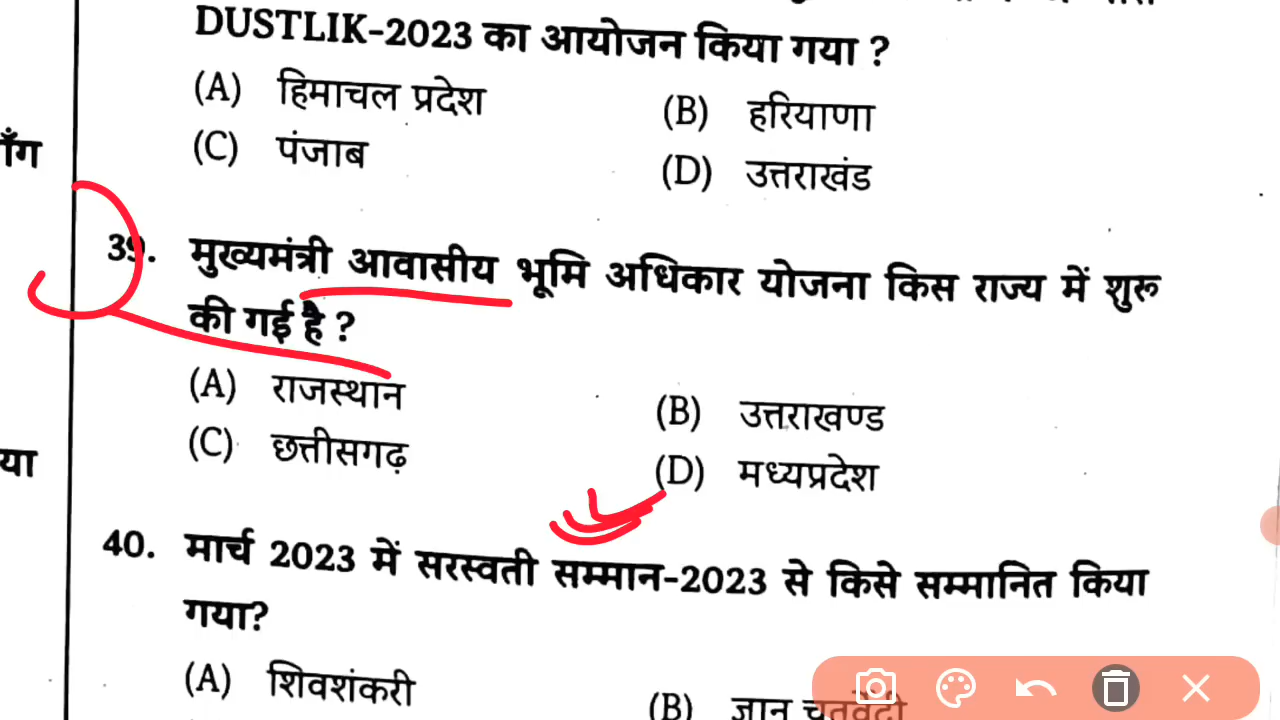 DUSTLIK-2023 का आयोजन किया गया ?
(A) हिमाचल प्रदेश
(B) हरियाणा
(C) पंजाब
(D) उत्तराखंड
ाँग
39. मुख्यमंत्री आवासीय भूमि अधिकार योजना किस राज्य में शुरू
की गई है ?
(A) राजस्थान
(B) उत्तराखण्ड
(C) छत्तीसगढ़
(D) मध्यप्रदेश
या
40. मार्च 2023 में सरस्वती सम्मान-2023 से किसे सम्मानित किया
गया?
(A) शिवशंकरी
(B) ज्ञान चतुर्वेदी